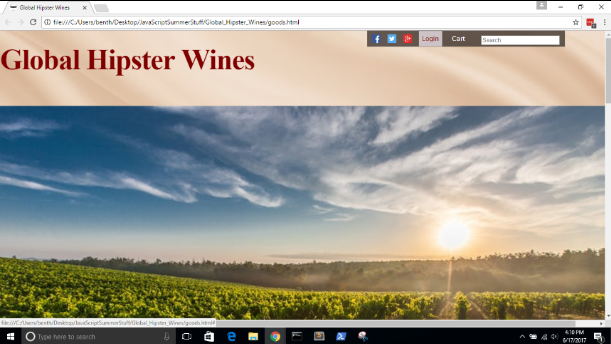 Global Hipster Wines
file:///C:/Users/benth/Desktop/JavaScriptSummerStuff/Global_Hipster_Wines/goods.html
Login Cart Search
Global Hipster Wines
file:///C:/Users/benth/Desktop/JavaScriptSummerStuff/Global_Hipster_Wines/goods.html#
Type here to search
4:10 PM
6/17/2017